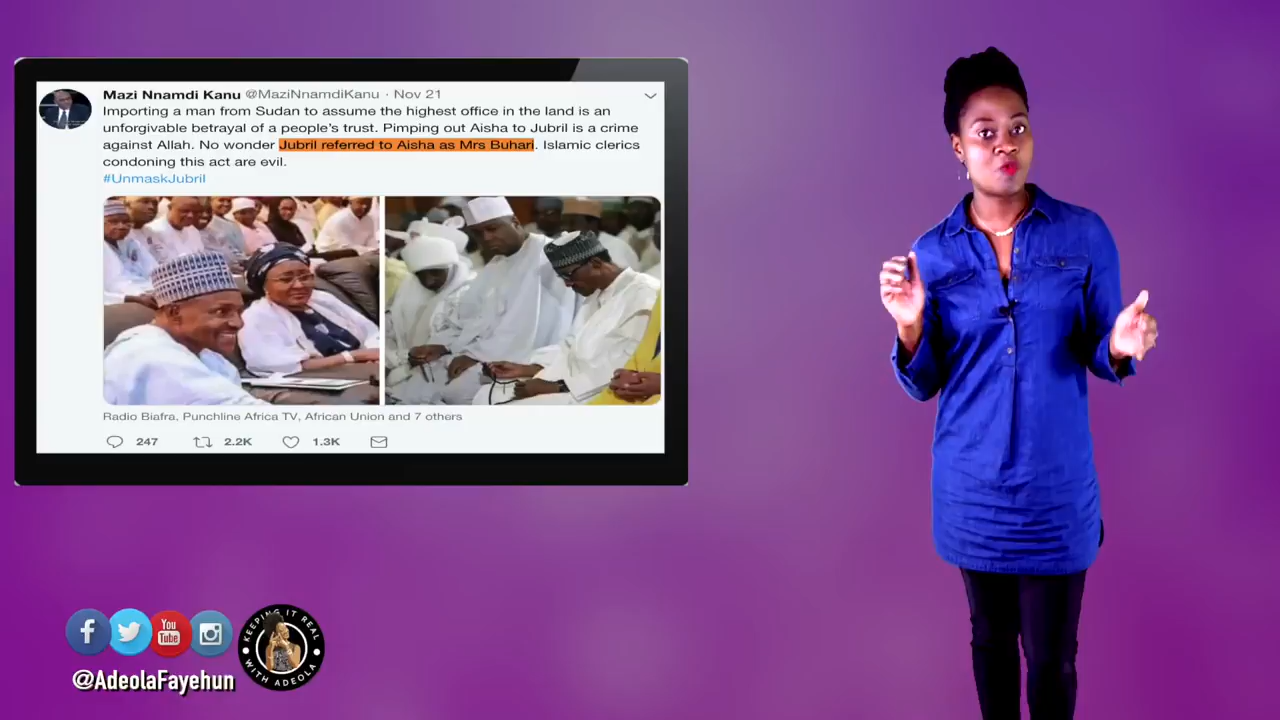 Mazi Nnamdi Kanu @MaziNnamdiKanu · Nov 21
Importing a man from Sudan to assume the highest office in the land is an
unforgivable betrayal of a people's trust. Pimping out Aisha to Jubril is a crime
against Allah. No wonder Jubril referred to Aisha as Mrs Buhari. Islamic clerics
condoning this act are evil.
#UnmaskJubril
Radio Biafra, Punchline Africa TV, African Union and 7 others
247 2.2K 1.3K
You
Tube
KEEPING IT REAL
WITH ADEOLA
@AdeolaFayehun